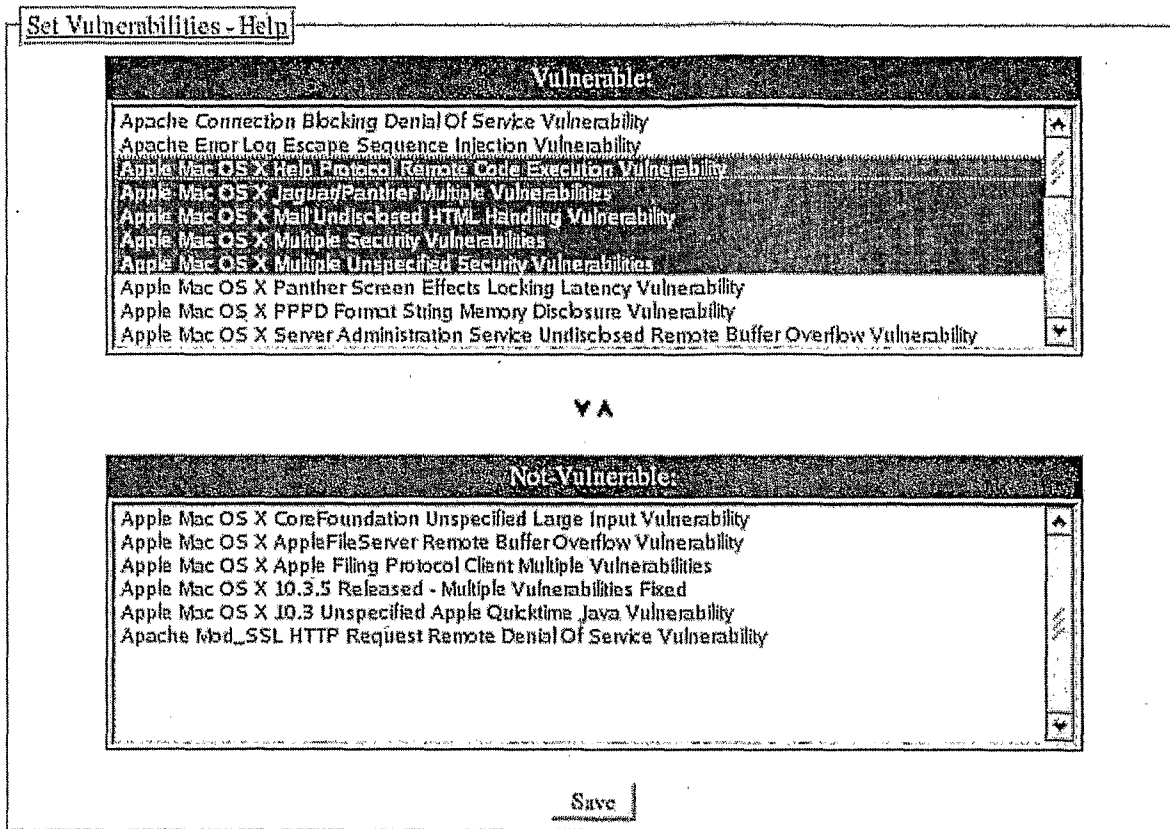 Set Vulnerabilities - Help
Vulnerable:
Apache Connection Blocking Denial Of Service Vulnerability
Apache Error Log Escape Sequence Injection Vulnerability
Apple Mac OS X Help Protocol Remote Code Execution Vulnerability
Apple Mac OS X Jaguar/Panther Multiple Vulnerabilities
Apple Mac OS X Mail Undisclosed HTML Handling Vulnerability
Apple Mac OS X Multiple Security Vulnerabilities
Apple Mac OS X Multiple Unspecified Security Vulnerabilities
Apple Mac OS X Panther Screen Effects Locking Latency Vulnerability
Apple Mac OS X PPPD Format String Memory Disclosure Vulnerability
Apple Mac OS X Server Administration Service Undisclosed Remote Buffer Overflow Vulnerability
Not-Vulnerable:
Apple Mac OS X CoreFoundation Unspecified Large Input Vulnerability
Apple Mac OS X AppleFileServer Remote Buffer Overflow Vulnerability
Apple Mac OS X Apple Filing Protocol Client Multiple Vulnerabilities
Apple Mac OS X 10.3.5 Released - Multiple Vulnerabilities Fixed
Apple Mac OS X 10.3 Unspecified Apple Quicktime Java Vulnerability
Apache Mod_SSL HTTP Request Remote Denial Of Service Vulnerability
Save